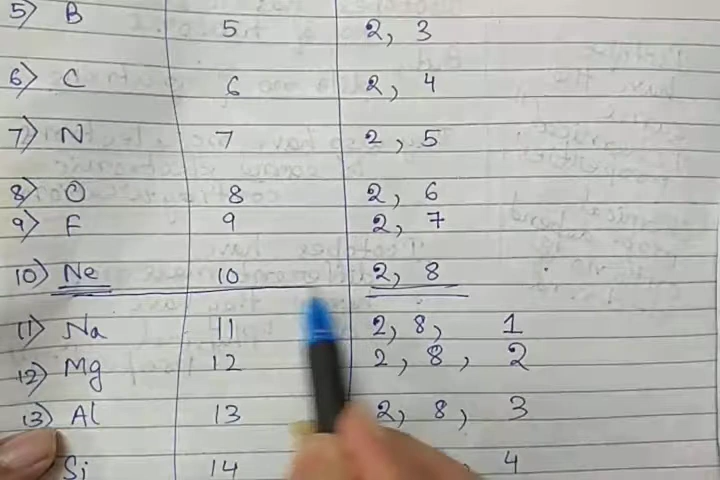 5) B 5 2, 3
6) C 6 2, 4
7) N 7 2, 5
8) O 8 2, 6
9) F 9 2, 7
10) Ne 10 2, 8
11) Na 11 2, 8, 1
12) Mg 12 2, 8, 2
13) Al 13 2, 8, 3
Si 14 , 4